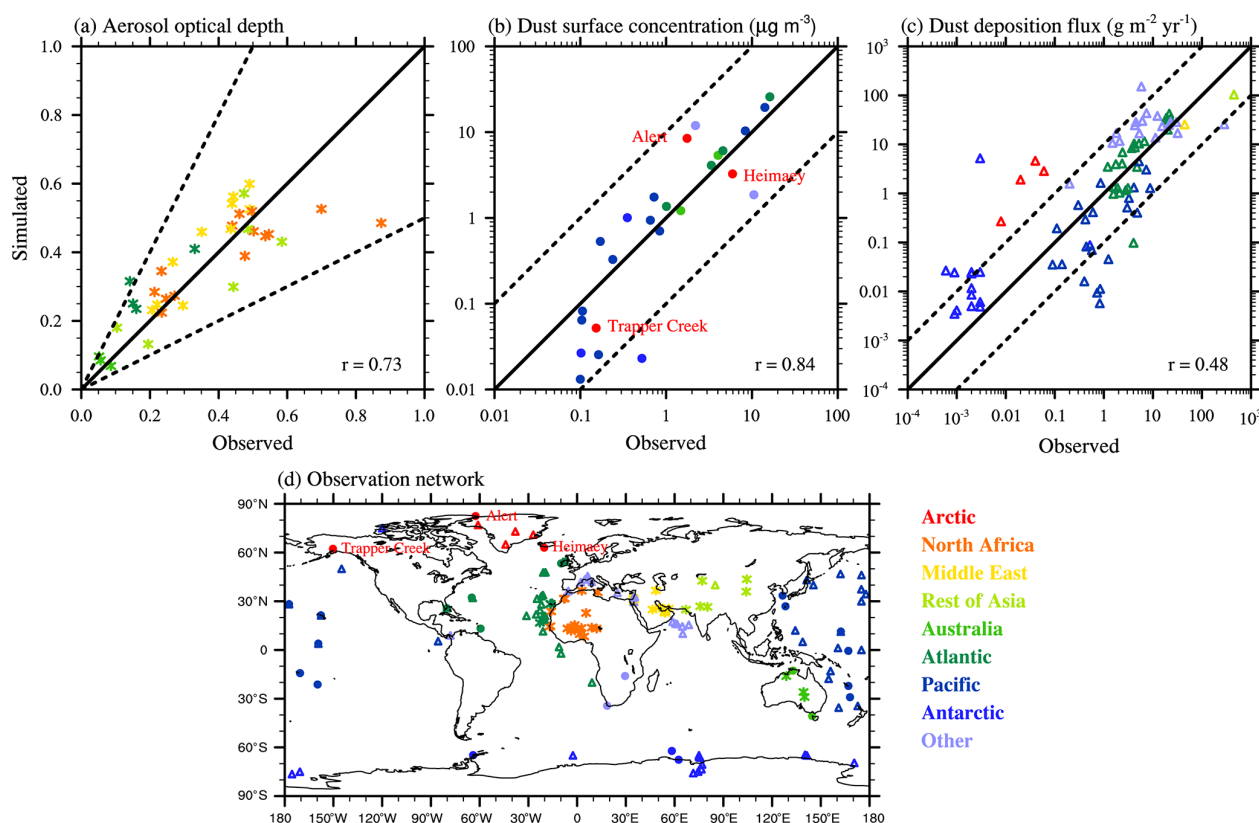 (a) Aerosol optical depth
(b) Dust surface concentration (μg m-3)
(c) Dust deposition flux (g m-2 yr-1)
Simulated
1.0
0.8
0.6
0.4
0.2
0.0
0.0 0.2 0.4 0.6 0.8 1.0
Observed
r = 0.73
100
10
1
0.1
0.01
0.01 0.1 1 10 100
Observed
Alert
Heimaey
Trapper Creek
r = 0.84
10³
100
10
1
0.1
0.01
10⁻³
10⁻⁴
10⁻⁴ 10⁻³ 0.01 0.1 1 10 100 10³
Observed
r = 0.48
(d) Observation network
90°N
60°N
30°N
0
30°S
60°S
90°S
180 150°W 120°W 90°W 60°W 30°W 0 30°E 60°E 90°E 120°E 150°E 180
Alert
Trapper Creek
Heimaey
Arctic
North Africa
Middle East
Rest of Asia
Australia
Atlantic
Pacific
Antarctic
Other